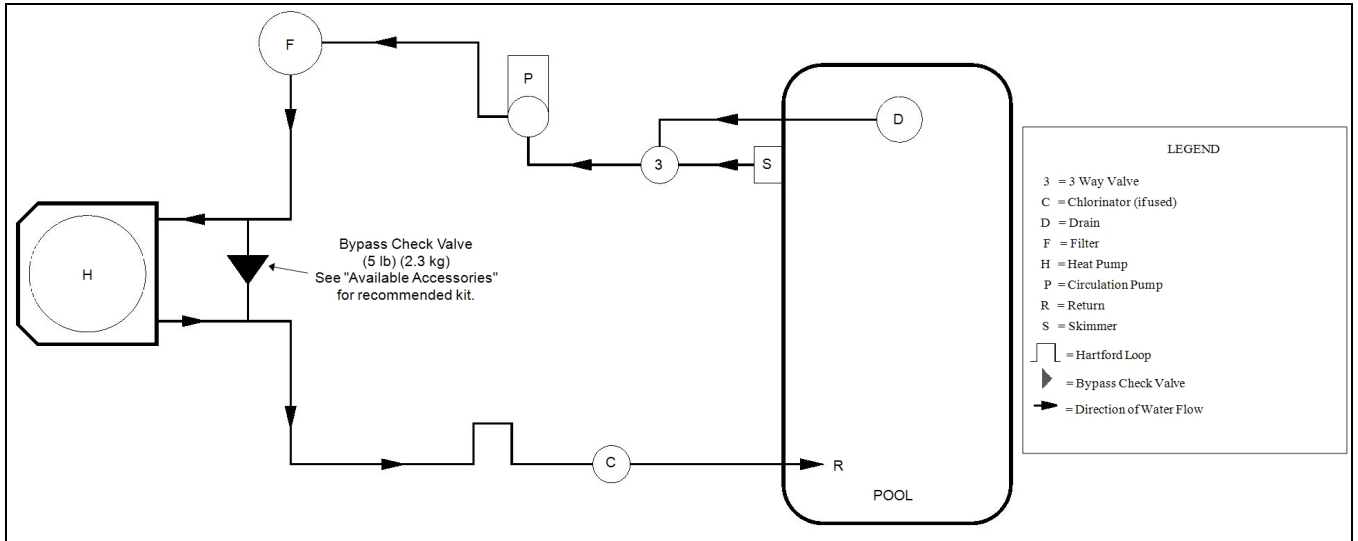 F
P
D
3
S
H
Bypass Check Valve
(5 lb) (2.3 kg)
See "Available Accessories"
for recommended kit.
C
R
POOL
LEGEND
3 = 3 Way Valve
C = Chlorinator (if used)
D = Drain
F = Filter
H = Heat Pump
P = Circulation Pump
R = Return
S = Skimmer
= Hartford Loop
= Bypass Check Valve
= Direction of Water Flow